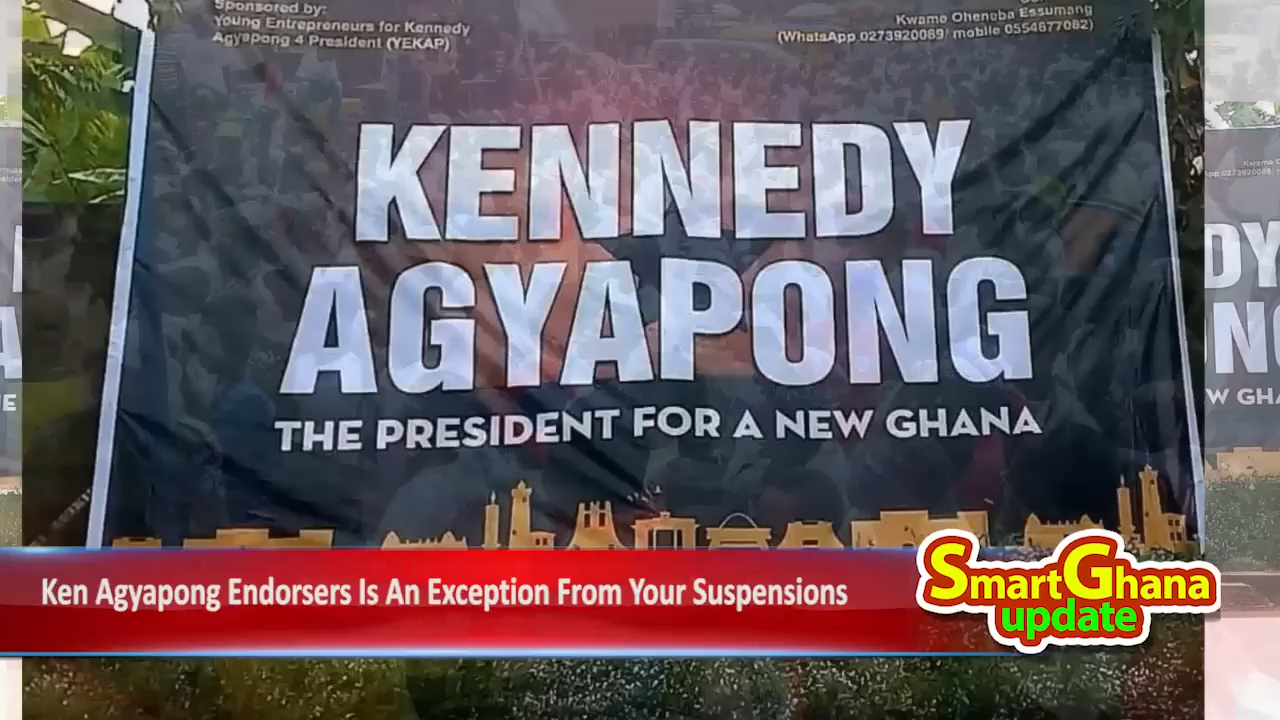 Sponsored by:
Young Entrepreneurs for Kennedy
Agyapong 4 President (YEKAP)
Kwame Oheneba Essumang
(WhatsApp 0273920089/ mobile 0554877082)
KENNEDY
AGYAPONG
THE PRESIDENT FOR A NEW GHANA
Ken Agyapong Endorsers Is An Exception From Your Suspensions
SmartGhana
update